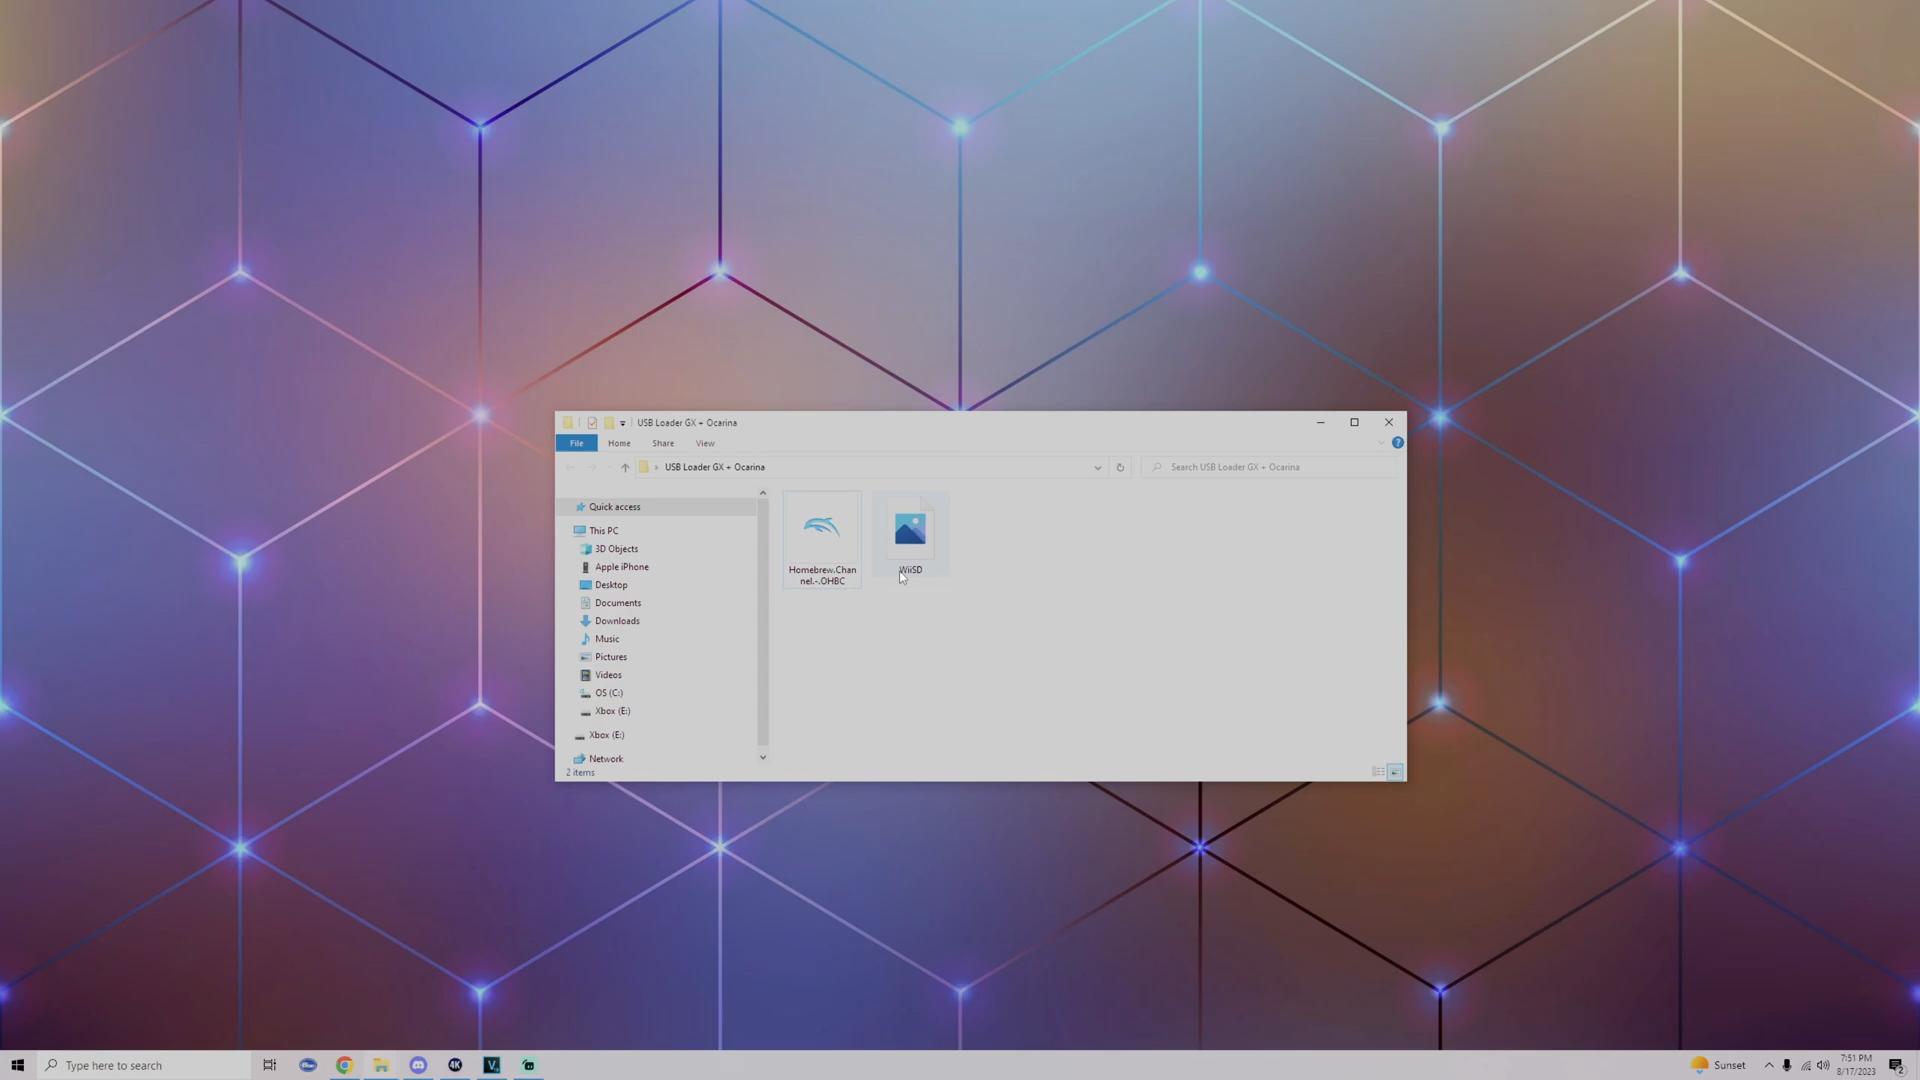 USB Loader GX + Ocarina
File Home Share View
USB Loader GX + Ocarina
Search USB Loader GX + Ocarina
Quick access
This PC
3D Objects
Apple iPhone
Desktop
Documents
Downloads
Music
Pictures
Videos
OS (C:)
Xbox (E:)
Xbox (E:)
Network
Homebrew.Chan
nel.-.OHBC
WiiSD
2 items
Type here to search
4K
V
Sunset
7:51 PM
8/17/2023
2